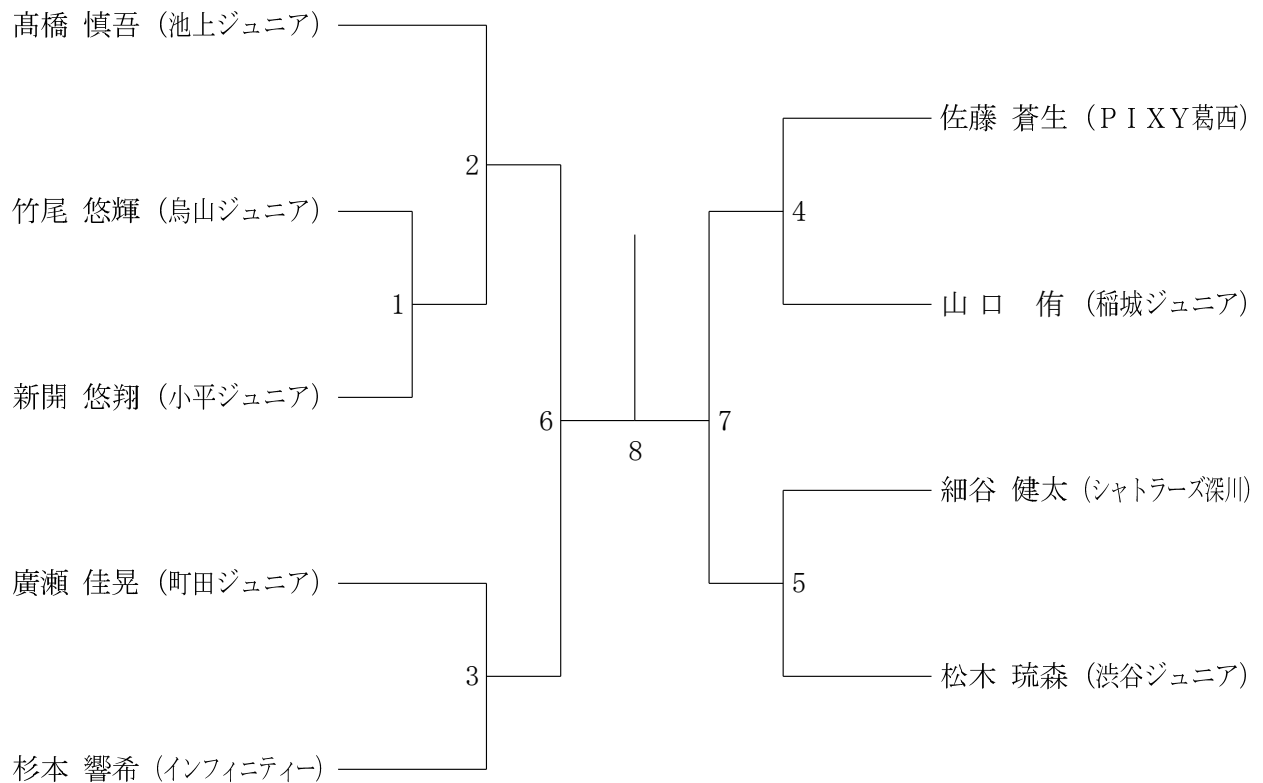 髙橋 慎吾 (池上ジュニア)
竹尾 悠輝 (烏山ジュニア)
新開 悠翔 (小平ジュニア)
廣瀬 佳晃 (町田ジュニア)
杉本 響希 (インフィニティー)
1
2
3
6
8
7
4
5
佐藤 蒼生 (ＰＩＸＹ葛西)
山口 侑 (稲城ジュニア)
細谷 健太 (シャトラーズ深川)
松木 琉森 (渋谷ジュニア)